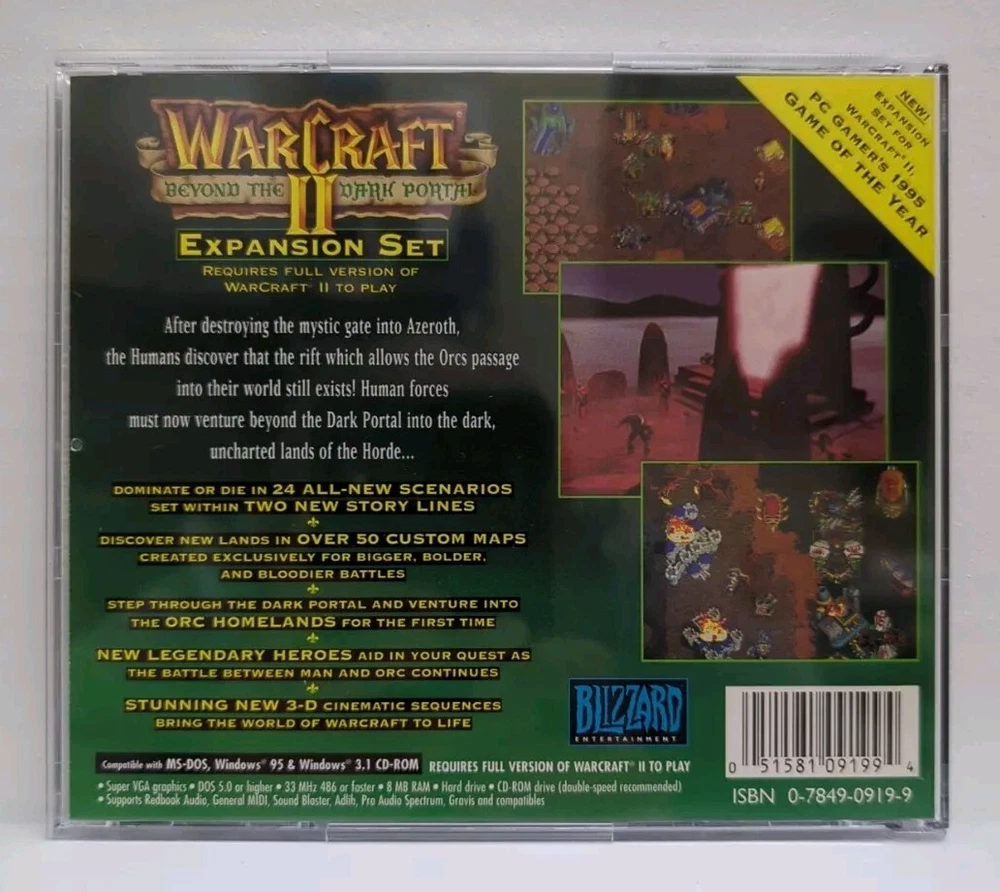 WARCRAFT®
BEYOND THE DARK PORTAL
II
EXPANSION SET
REQUIRES FULL VERSION OF
WARCRAFT® II TO PLAY
After destroying the mystic gate into Azeroth,
the Humans discover that the rift which allows the Orcs passage
into their world still exists! Human forces
must now venture beyond the Dark Portal into the dark,
uncharted lands of the Horde...
DOMINATE OR DIE IN 24 ALL-NEW SCENARIOS
SET WITHIN TWO NEW STORY LINES
DISCOVER NEW LANDS IN OVER 50 CUSTOM MAPS
CREATED EXCLUSIVELY FOR BIGGER, BOLDER,
AND BLOODIER BATTLES
STEP THROUGH THE DARK PORTAL AND VENTURE INTO
THE ORC HOMELANDS FOR THE FIRST TIME
NEW LEGENDARY HEROES AID IN YOUR QUEST AS
THE BATTLE BETWEEN MAN AND ORC CONTINUES
STUNNING NEW 3-D CINEMATIC SEQUENCES
BRING THE WORLD OF WARCRAFT TO LIFE
NEW!
EXPANSION
SET FOR
WARCRAFT® II,
PC GAMER'S 1995
GAME OF THE YEAR
BLIZZARD
ENTERTAINMENT
Compatible with MS-DOS, Windows® 95 & Windows® 3.1 CD-ROM REQUIRES FULL VERSION OF WARCRAFT® II TO PLAY
• Super VGA graphics • DOS 5.0 or higher • 33 MHz 486 or faster • 8 MB RAM • Hard drive • CD-ROM drive (double-speed recommended)
• Supports Redbook Audio, General MIDI, Sound Blaster, Adlib, Pro Audio Spectrum, Gravis and compatibles
0 51581 09199 4
ISBN 0-7849-0919-9